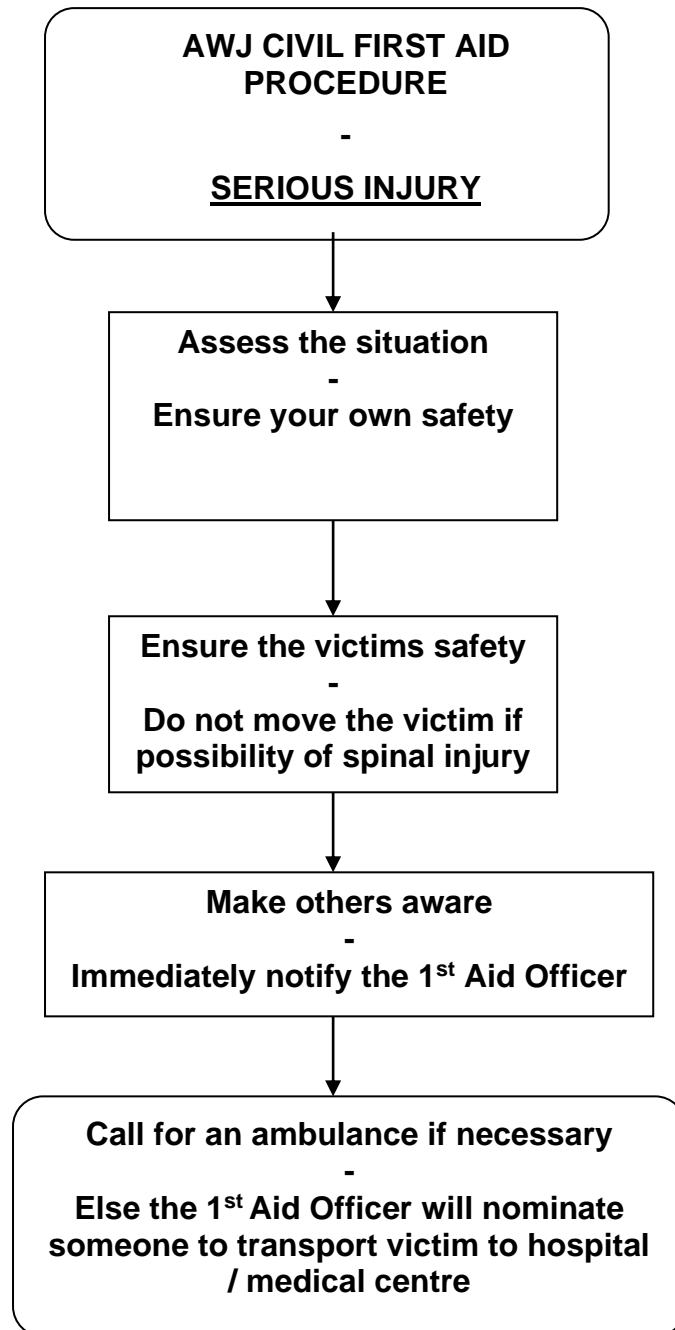 AWJ CIVIL FIRST AID
PROCEDURE
-
SERIOUS INJURY
Assess the situation
-
Ensure your own safety
Ensure the victims safety
-
Do not move the victim if
possibility of spinal injury
Make others aware
-
Immediately notify the 1st Aid Officer
Call for an ambulance if necessary
-
Else the 1st Aid Officer will nominate
someone to transport victim to hospital
/ medical centre